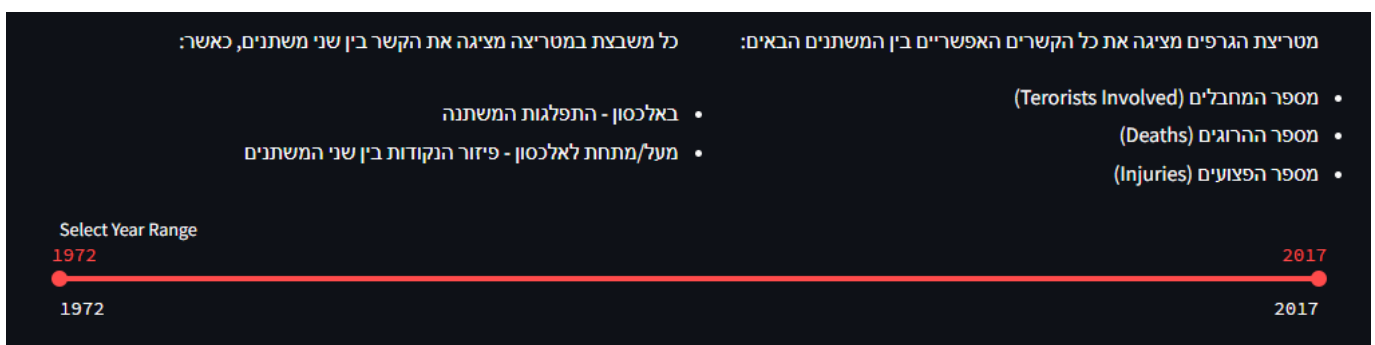 מטריצת הגרפים מציגה את כל הקשרים האפשריים בין המשתנים הבאים:
מספר המחבלים (Terorists Involved)
מספר ההרוגים (Deaths)
מספר הפצועים (Injuries)
כל משבצת במטריצה מציגה את הקשר בין שני משתנים, כאשר:
באלכסון - התפלגות המשתנה
מעל/מתחת לאלכסון - פיזור הנקודות בין שני המשתנים
Select Year Range
1972 2017
1972 2017